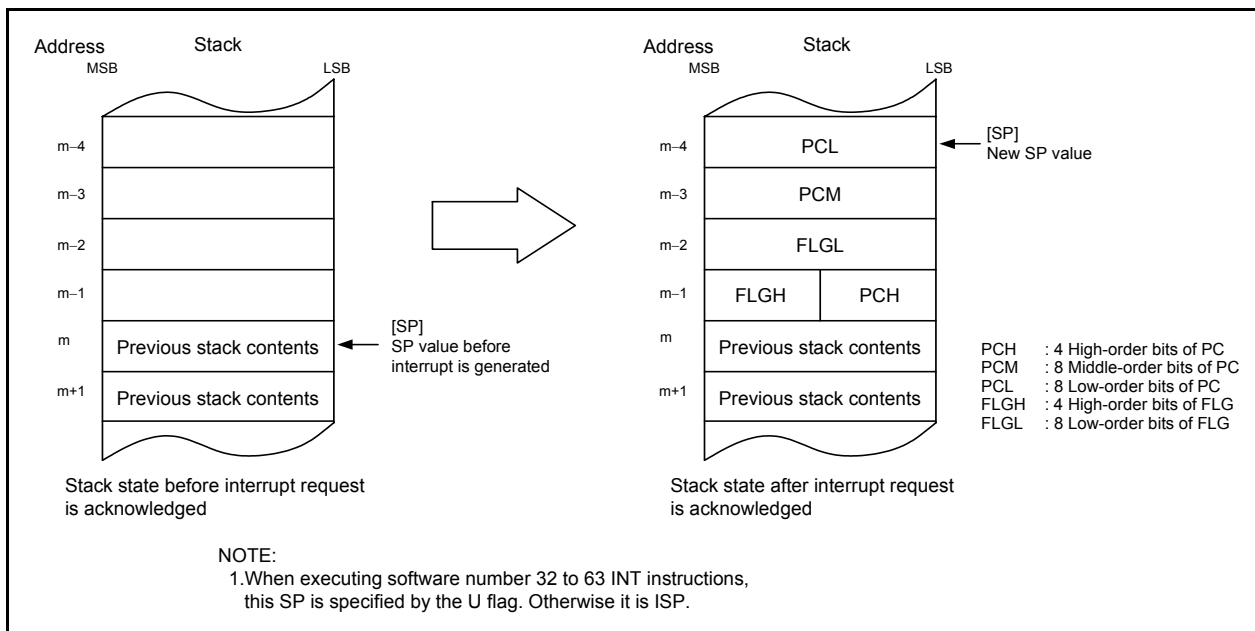 Address Stack
MSB LSB
m–4
m–3
m–2
m–1
m Previous stack contents
m+1 Previous stack contents
[SP]
SP value before
interrupt is generated
Stack state before interrupt request
is acknowledged
Address Stack
MSB LSB
m–4 PCL
m–3 PCM
m–2 FLGL
m–1 FLGH PCH
m Previous stack contents
m+1 Previous stack contents
[SP]
New SP value
Stack state after interrupt request
is acknowledged
PCH : 4 High-order bits of PC
PCM : 8 Middle-order bits of PC
PCL : 8 Low-order bits of PC
FLGH : 4 High-order bits of FLG
FLGL : 8 Low-order bits of FLG
NOTE:
1.When executing software number 32 to 63 INT instructions,
this SP is specified by the U flag. Otherwise it is ISP.